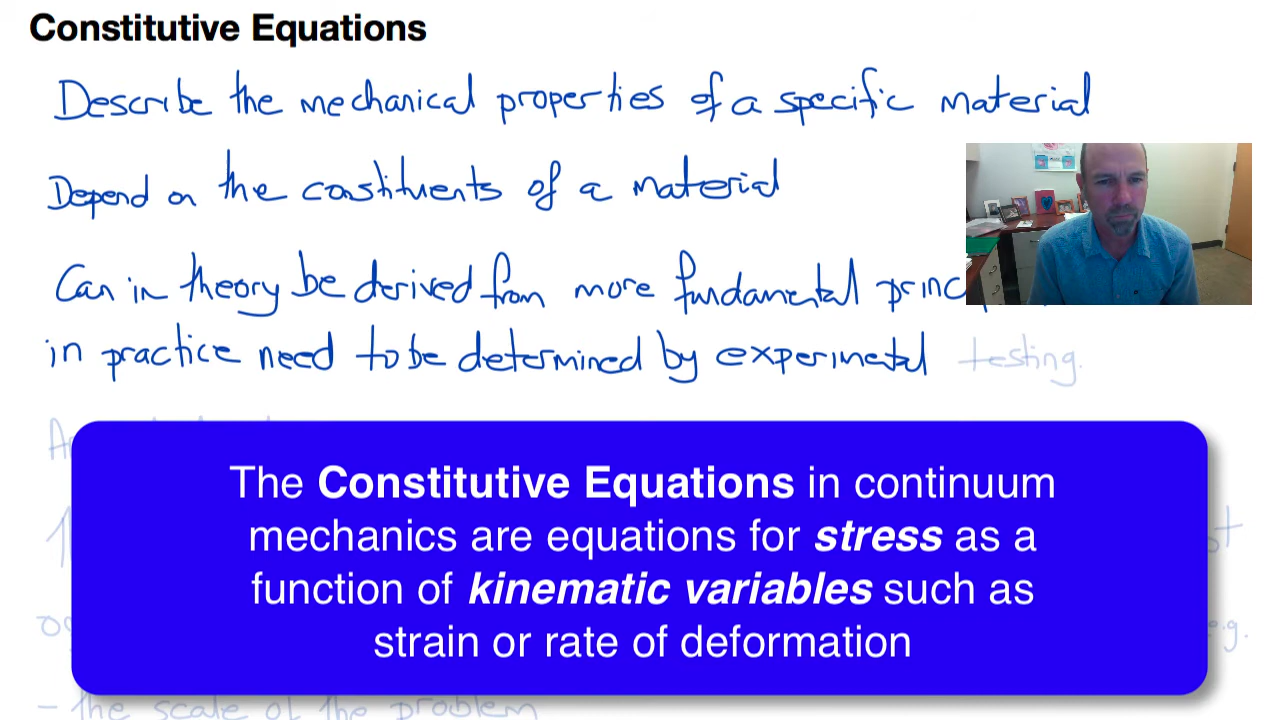 Constitutive Equations
Describe the mechanical properties of a specific material
Depend on the constituents of a material
Can in theory be derived from more fundamental princ
in practice need to be determined by experimetal testing.
The Constitutive Equations in continuum
mechanics are equations for stress as a
function of kinematic variables such as
strain or rate of deformation
e.g.
- the scale of the problem